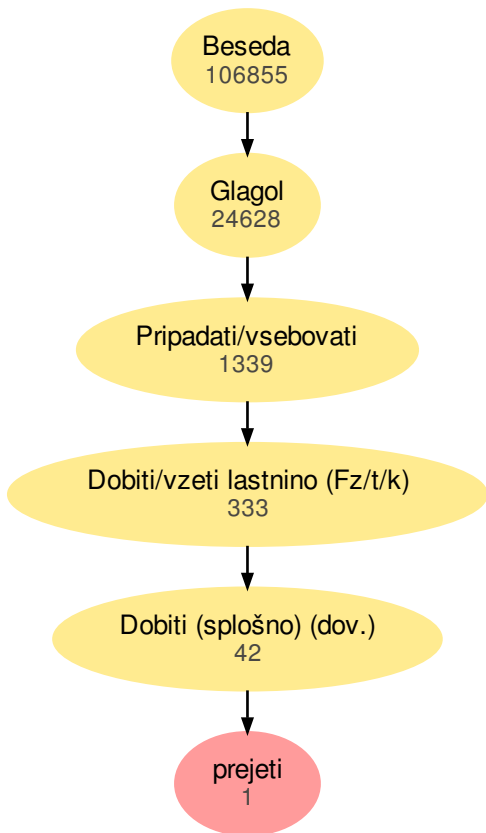 Beseda
106855
Glagol
24628
Pripadati/vsebovati
1339
Dobiti/vzeti lastnino (Fz/t/k)
333
Dobiti (splošno) (dov.)
42
prejeti
1